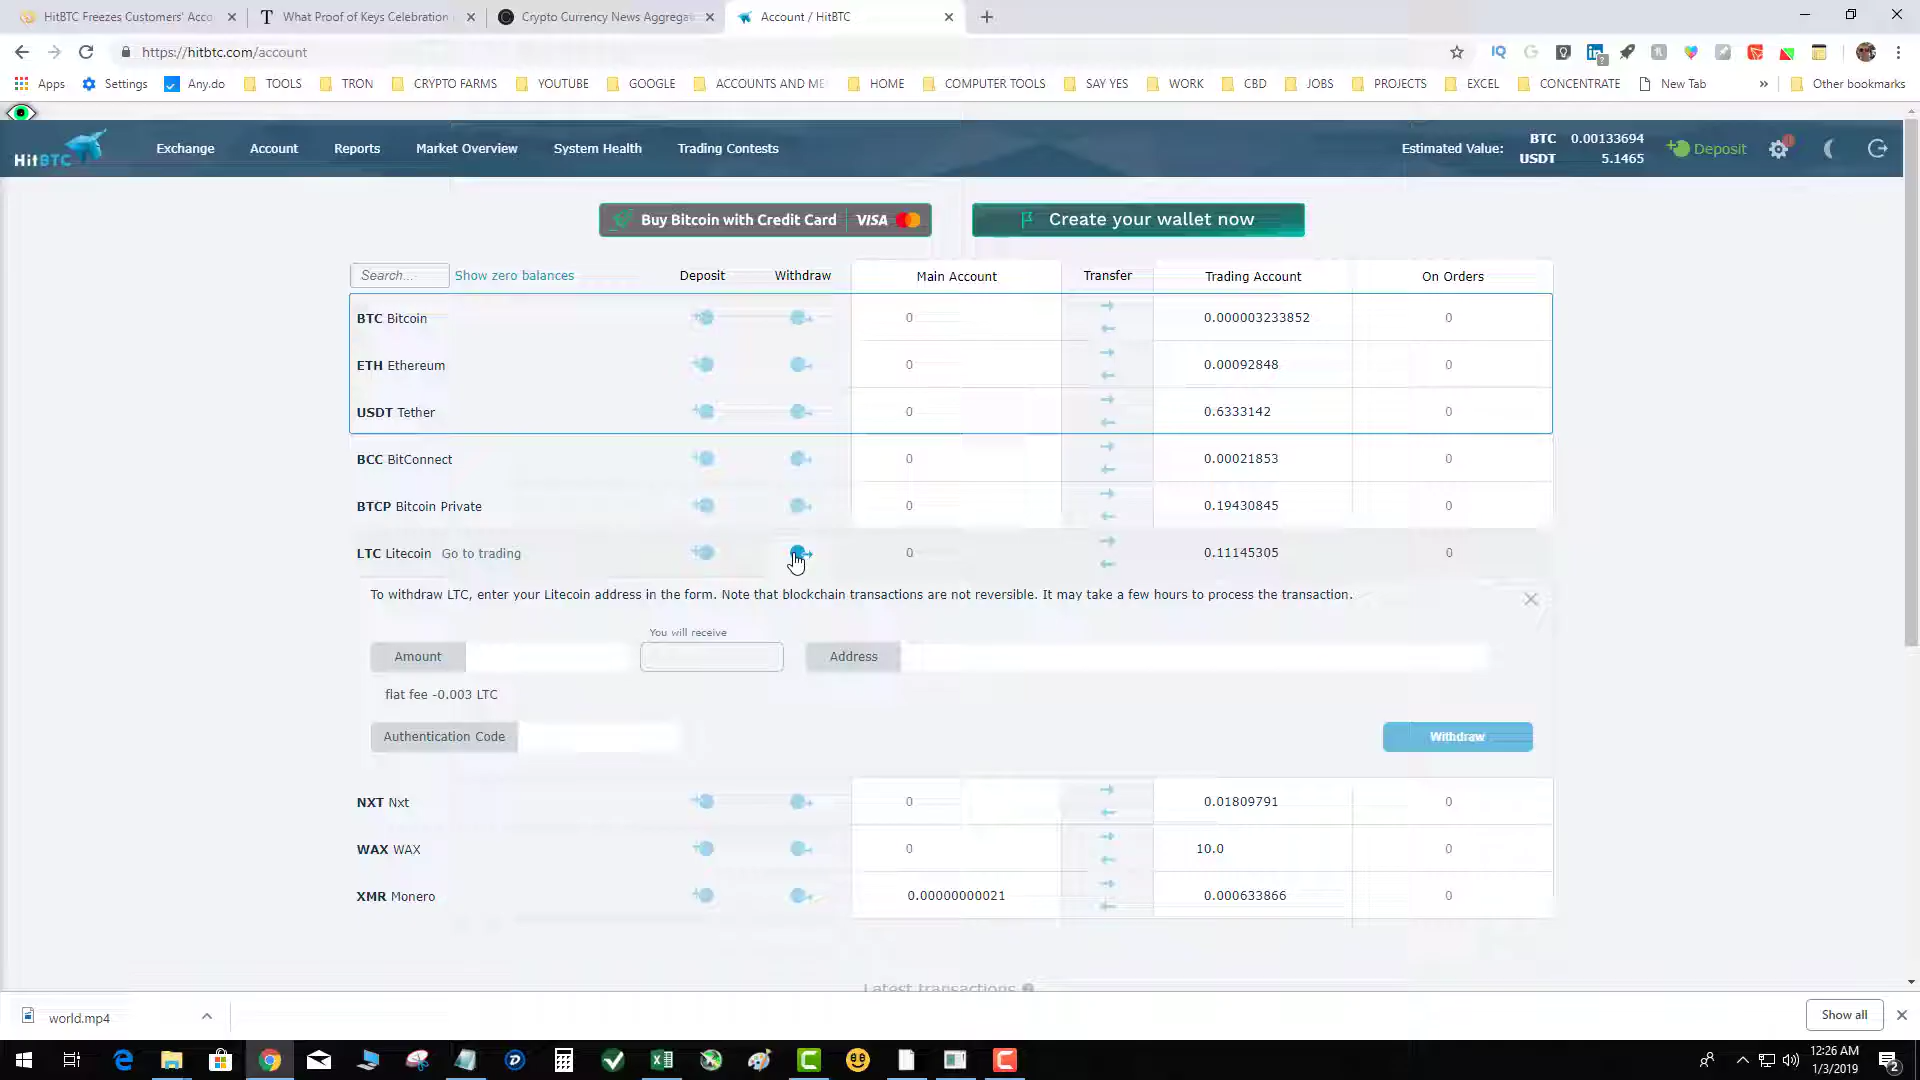 HitBTC Freezes Customers' Acco
What Proof of Keys Celebration
Crypto Currency News Aggrega
Account / HitBTC
https://hitbtc.com/account
Apps
Settings
Any.do
TOOLS
TRON
CRYPTO FARMS
YOUTUBE
GOOGLE
ACCOUNTS AND ME
HOME
COMPUTER TOOLS
SAY YES
WORK
CBD
JOBS
PROJECTS
EXCEL
CONCENTRATE
New Tab
»
Other bookmarks
HitBTC
Exchange
Account
Reports
Market Overview
System Health
Trading Contests
Estimated Value:
BTC 0.00133694
USDT 5.1465
Deposit
Buy Bitcoin with Credit Card VISA
Create your wallet now
Search...
Show zero balances
Deposit
Withdraw
Main Account
Transfer
Trading Account
On Orders
BTC Bitcoin 0 0.000003233852 0
ETH Ethereum 0 0.00092848 0
USDT Tether 0 0.6333142 0
BCC BitConnect 0 0.00021853 0
BTCP Bitcoin Private 0 0.19430845 0
LTC Litecoin Go to trading 0 0.11145305 0
To withdraw LTC, enter your Litecoin address in the form. Note that blockchain transactions are not reversible. It may take a few hours to process the transaction.
You will receive
Amount
Address
flat fee -0.003 LTC
Authentication Code
Withdraw
NXT Nxt 0 0.01809791 0
WAX WAX 0 10.0 0
XMR Monero 0.00000000021 0.000633866 0
Latest transactions
world.mp4
Show all
12:26 AM
1/3/2019
2